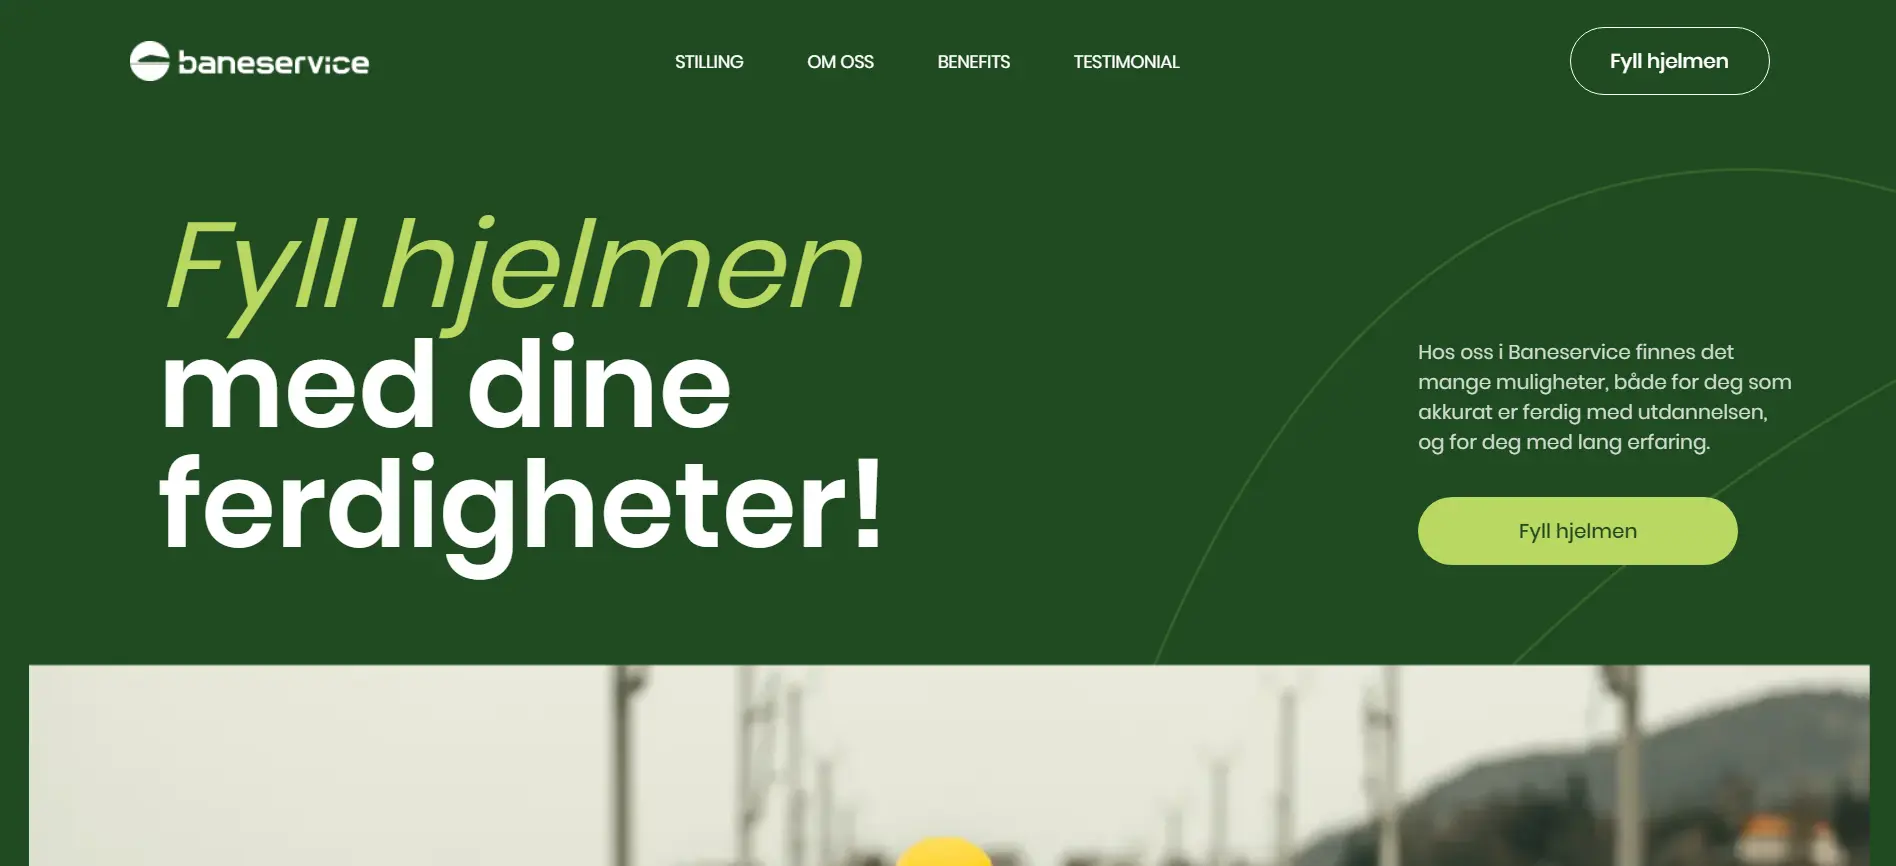 baneservice
STILLING
OM OSS
BENEFITS
TESTIMONIAL
Fyll hjelmen
Fyll hjelmen
med dine
ferdigheter!
Hos oss i Baneservice finnes det
mange muligheter, både for deg som
akkurat er ferdig med utdannelsen,
og for deg med lang erfaring.
Fyll hjelmen